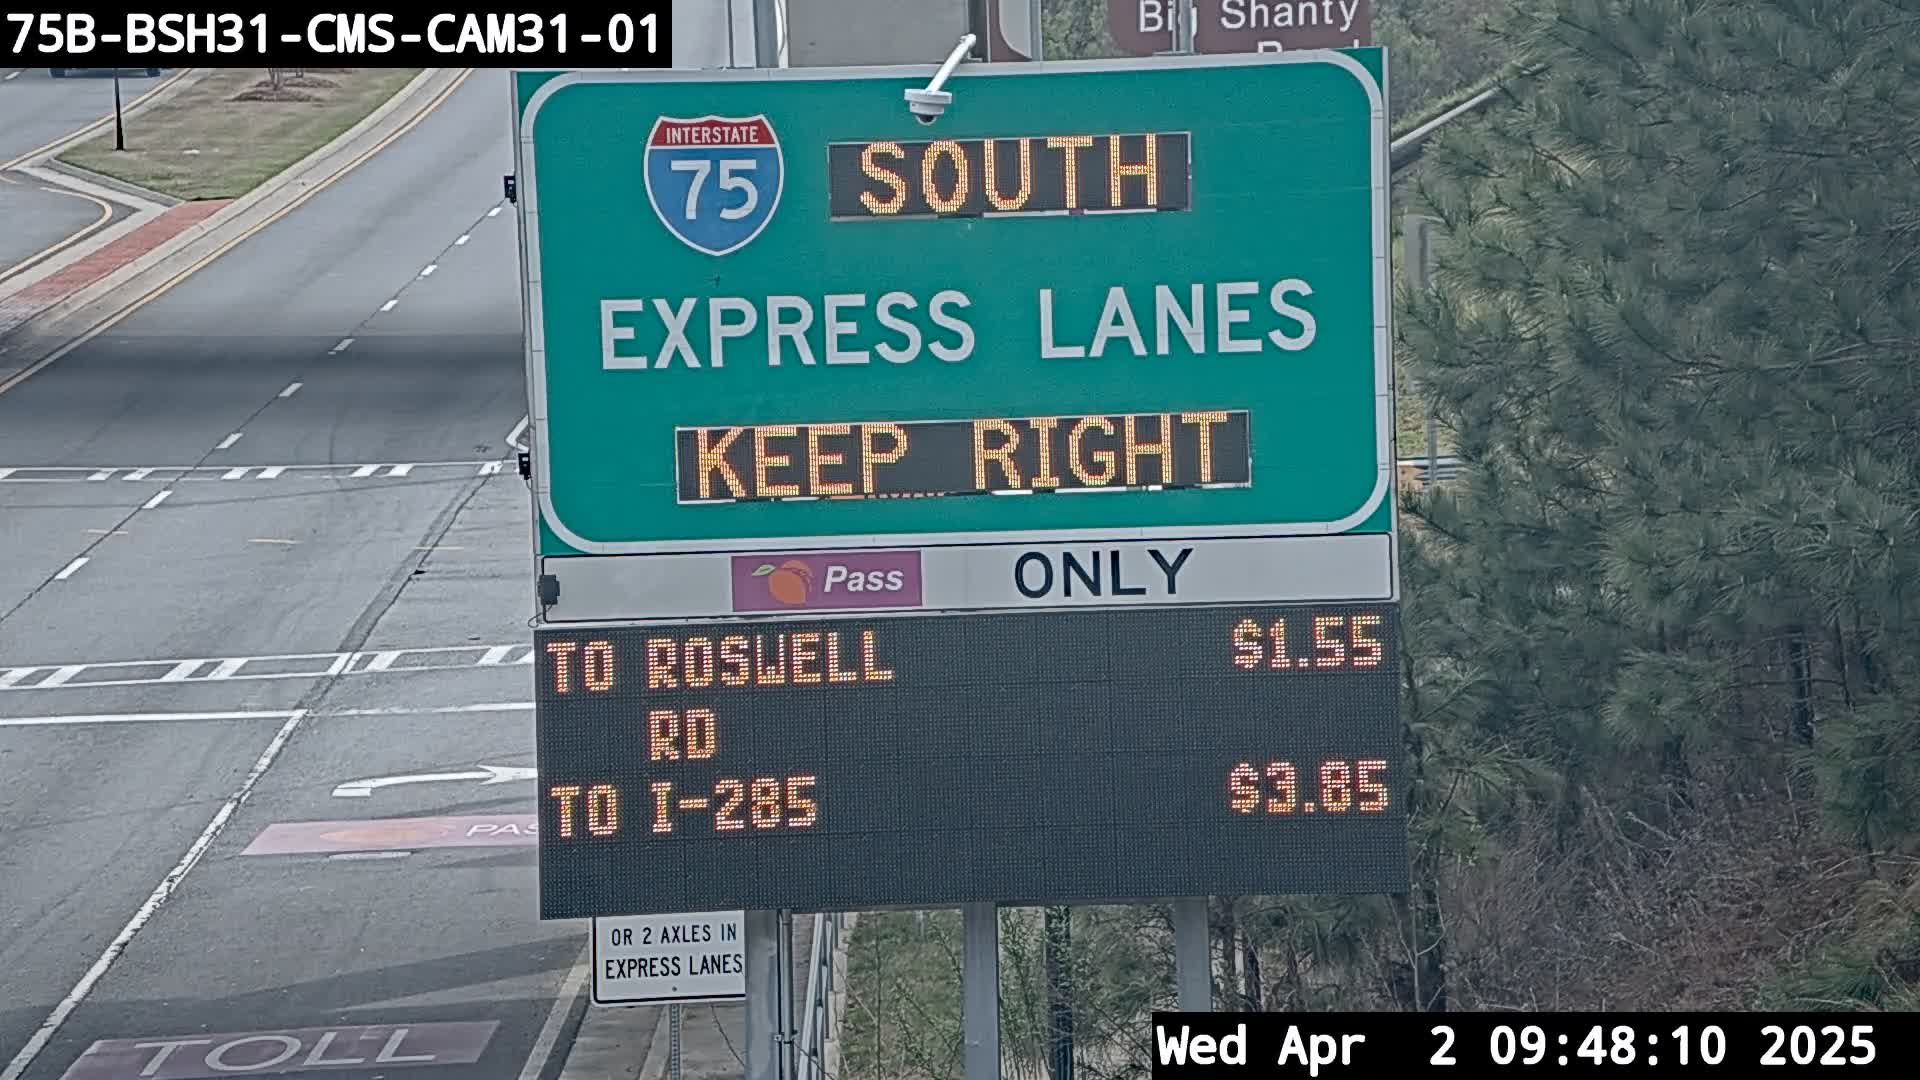 75B-BSH31-CMS-CAM31-01
Big Shanty
INTERSTATE
75
SOUTH
EXPRESS LANES
KEEP RIGHT
Pass ONLY
TO ROSWELL $1.55
RD
TO I-285 $3.85
OR 2 AXLES IN
EXPRESS LANES
TOLL
Wed Apr 2 09:48:10 2025